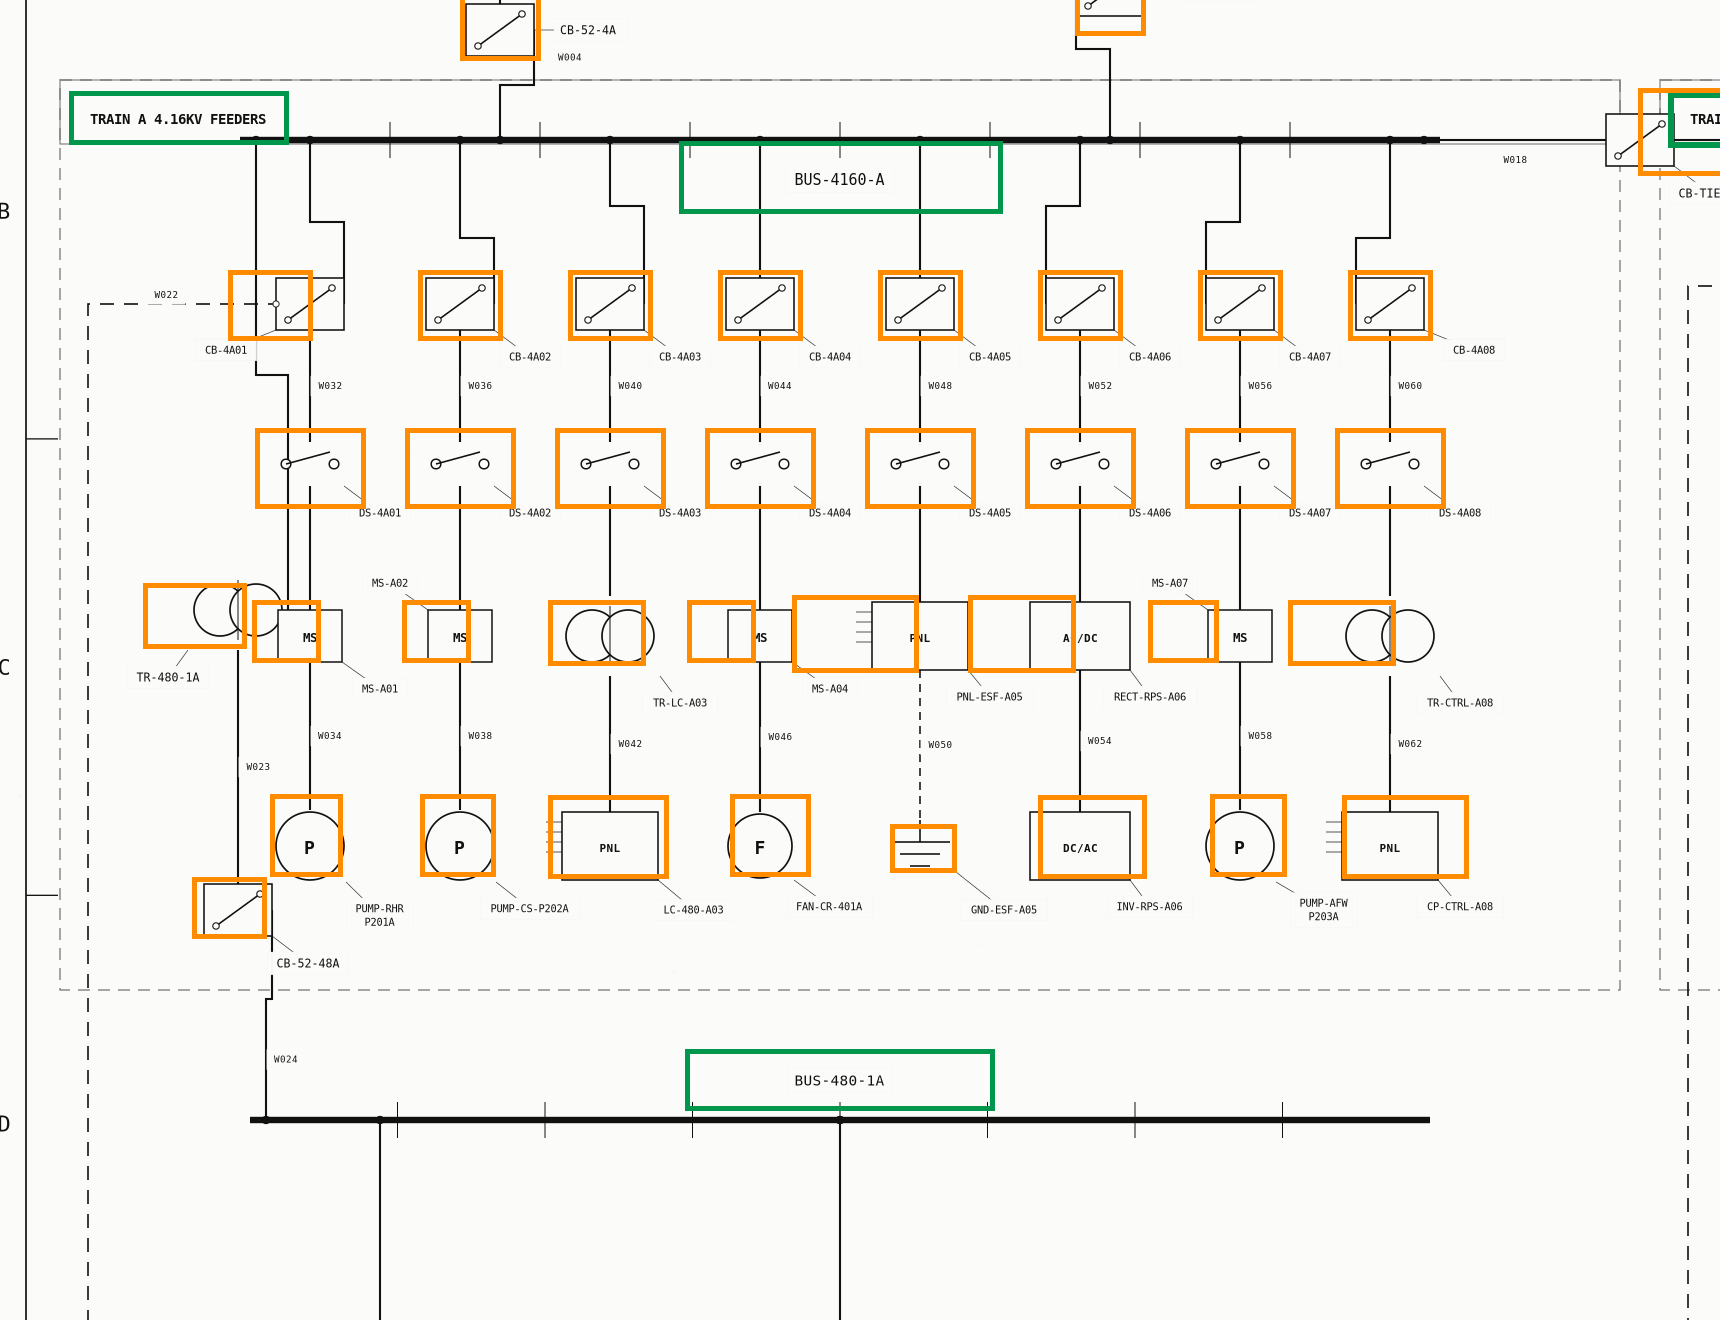 CB-52-4A
W004
TRAIN A 4.16KV FEEDERS
TRAI
W018
BUS-4160-A
CB-TIE
B
W022
CB-4A01
CB-4A02
CB-4A03
CB-4A04
CB-4A05
CB-4A06
CB-4A07
CB-4A08
W032
W036
W040
W044
W048
W052
W056
W060
DS-4A01
DS-4A02
DS-4A03
DS-4A04
DS-4A05
DS-4A06
DS-4A07
DS-4A08
MS-A02
MS-A07
MS
MS
MS
PNL
AC/DC
MS
C
TR-480-1A
MS-A01
TR-LC-A03
MS-A04
PNL-ESF-A05
RECT-RPS-A06
TR-CTRL-A08
W034
W038
W042
W046
W050
W054
W058
W062
W023
P
P
PNL
F
DC/AC
P
PNL
PUMP-RHR
P201A
PUMP-CS-P202A
LC-480-A03
FAN-CR-401A
GND-ESF-A05
INV-RPS-A06
PUMP-AFW
P203A
CP-CTRL-A08
CB-52-48A
W024
BUS-480-1A
D